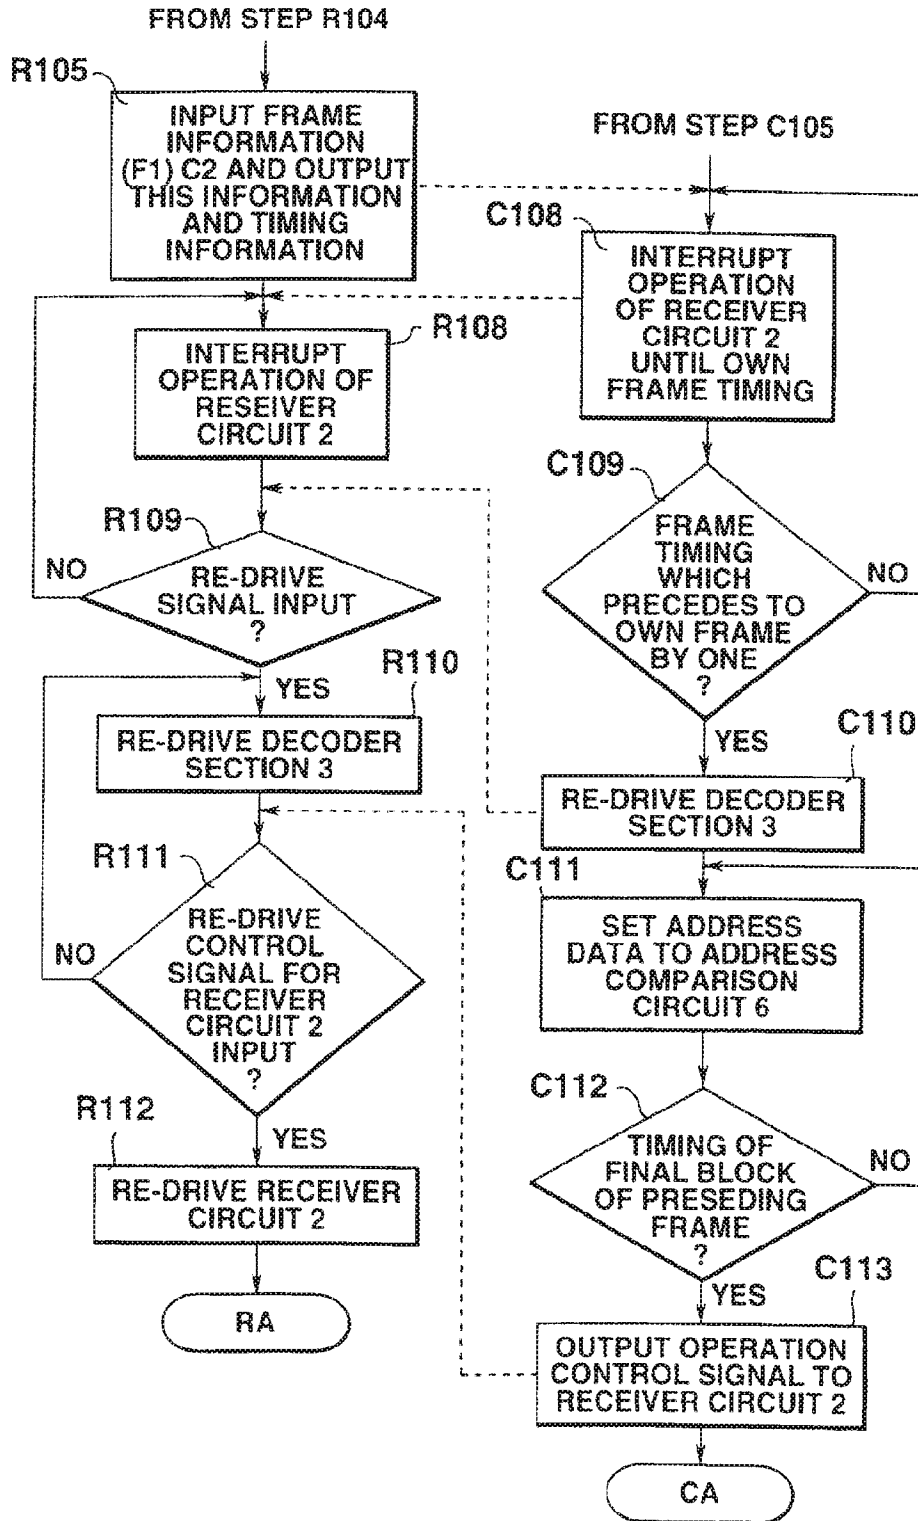 FROM STEP R104
R105
INPUT FRAME
INFORMATION
(F1) C2 AND OUTPUT
THIS INFORMATION
AND TIMING
INFORMATION
R108
INTERRUPT
OPERATION OF
RESEIVER
CIRCUIT 2
R109
NO
RE-DRIVE
SIGNAL INPUT
?
YES
R110
RE-DRIVE DECODER
SECTION 3
R111
NO
RE-DRIVE
CONTROL
SIGNAL FOR
RECEIVER
CIRCUIT 2
INPUT
?
YES
R112
RE-DRIVE RECEIVER
CIRCUIT 2
RA
FROM STEP C105
C108
INTERRUPT
OPERATION
OF RECEIVER
CIRCUIT 2
UNTIL OWN
FRAME TIMING
C109
FRAME
TIMING
WHICH
PRECEDES TO
OWN FRAME
BY ONE
?
NO
YES
C110
RE-DRIVE DECODER
SECTION 3
C111
SET ADDRESS
DATA TO ADDRESS
COMPARISON
CIRCUIT 6
C112
TIMING OF
FINAL BLOCK
OF PRESEDING
FRAME
?
NO
YES
C113
OUTPUT OPERATION
CONTROL SIGNAL TO
RECEIVER CIRCUIT 2
CA